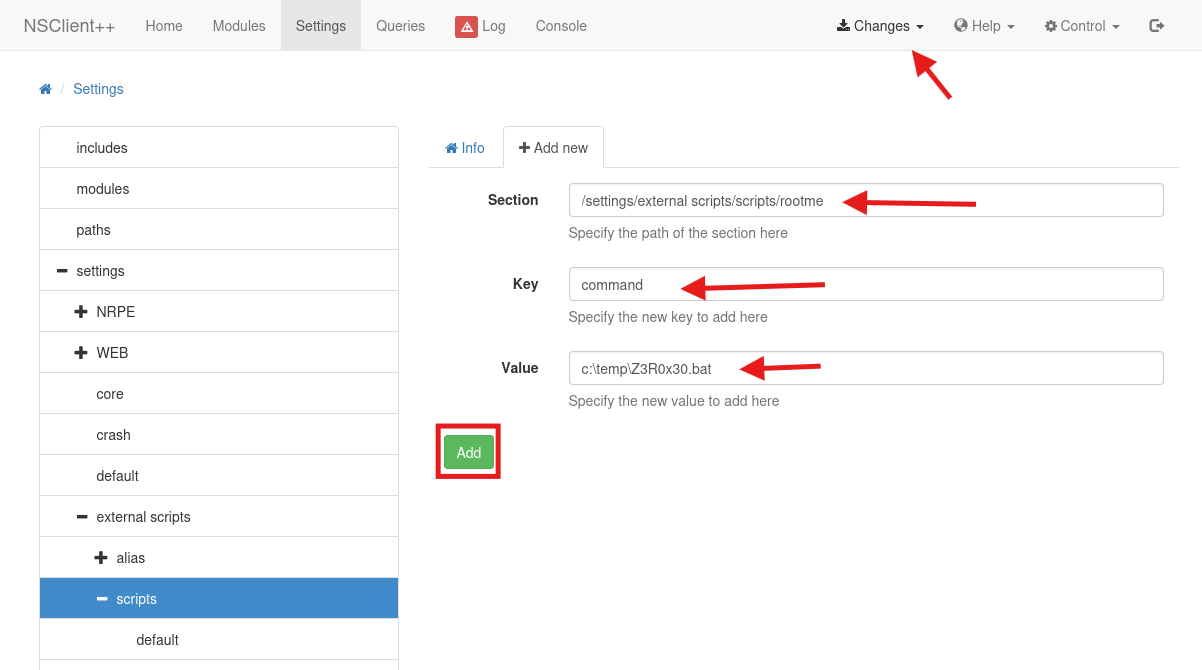 NSClient++ Home Modules Settings Queries Log Console Changes Help Control
/ Settings
includes
modules
paths
settings
NRPE
WEB
core
crash
default
external scripts
alias
scripts
default
Info Add new
Section /settings/external scripts/scripts/rootme
Specify the path of the section here
Key command
Specify the new key to add here
Value c:\temp\Z3R0x30.bat
Specify the new value to add here
Add